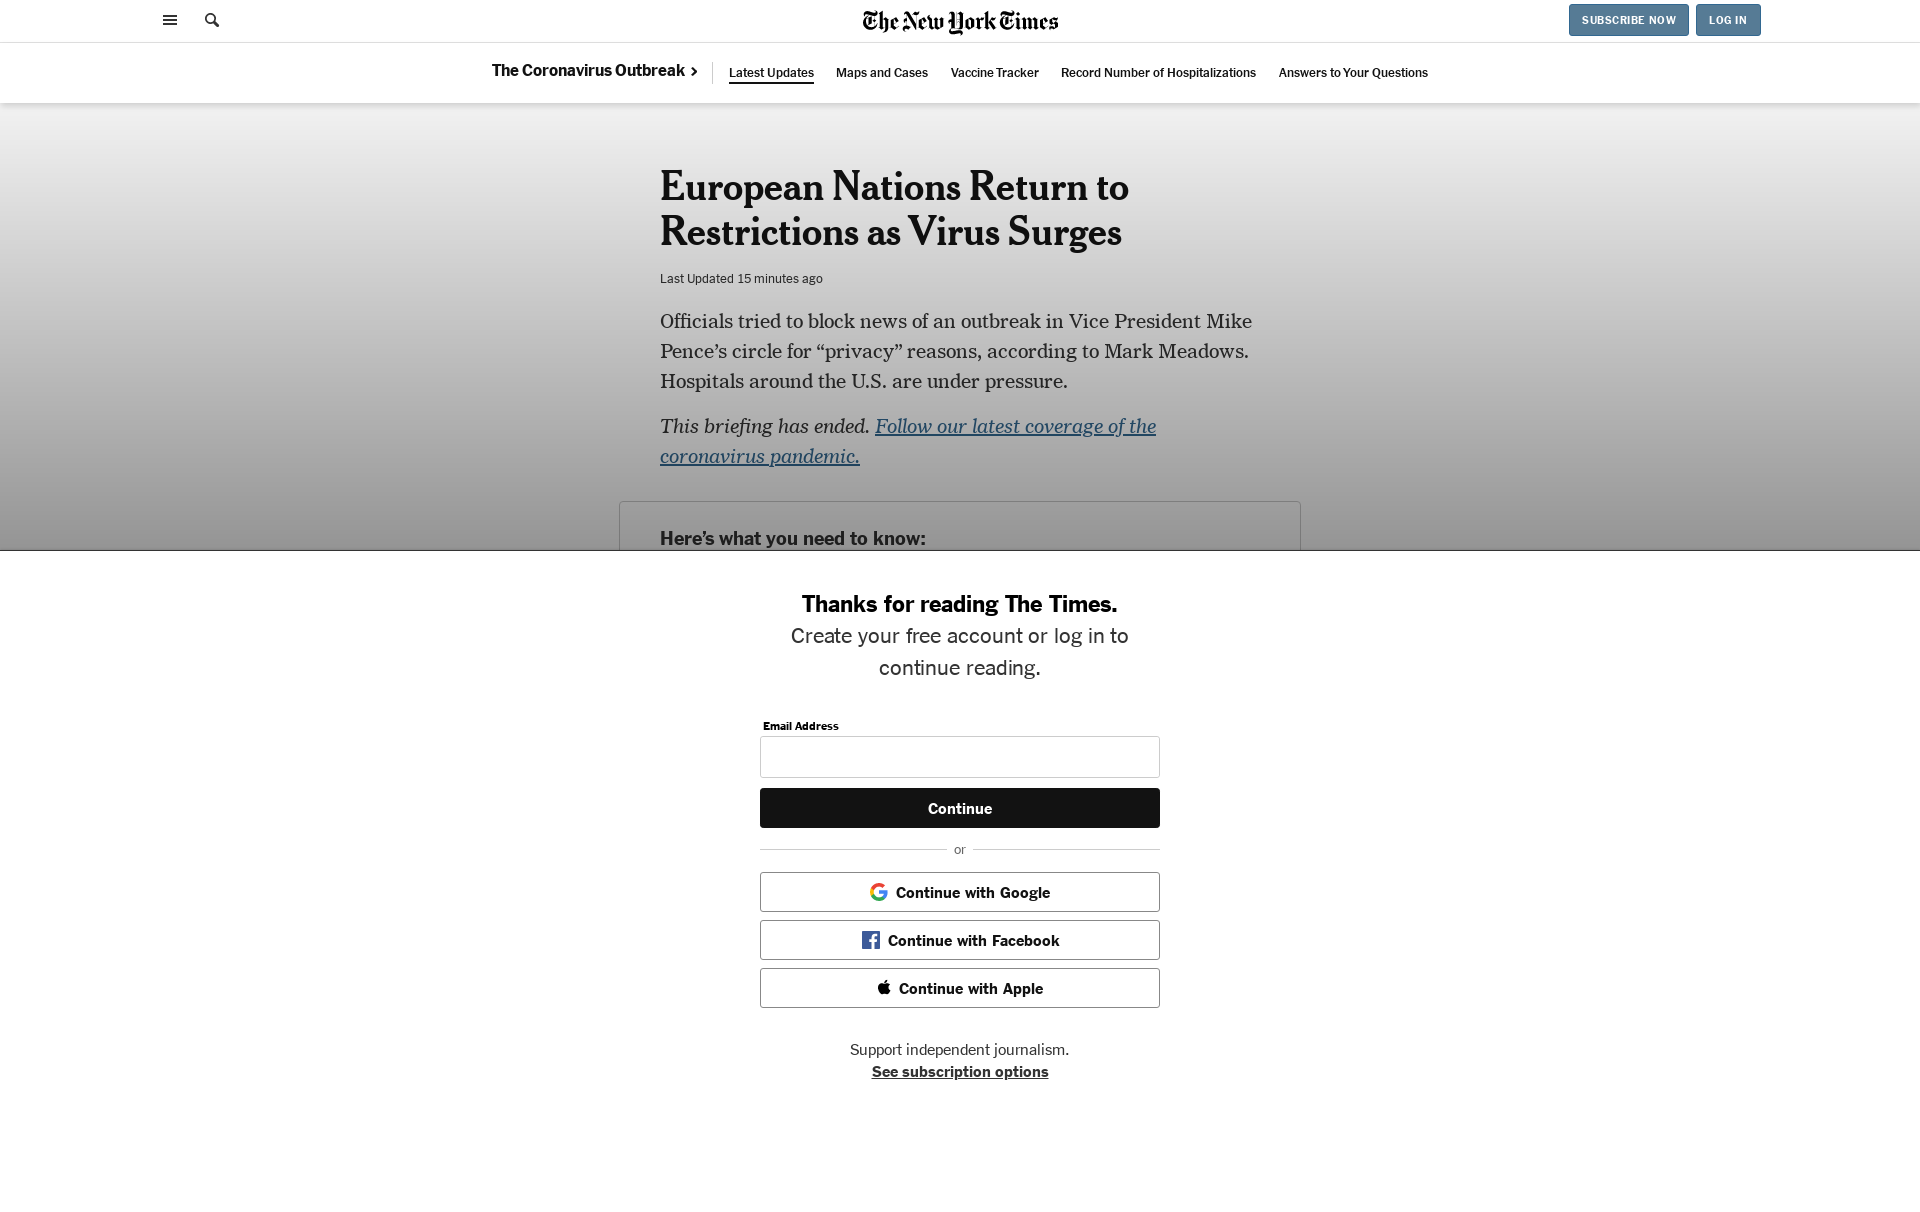 The New York Times
SUBSCRIBE NOW
LOG IN
The Coronavirus Outbreak
Latest Updates
Maps and Cases
Vaccine Tracker
Record Number of Hospitalizations
Answers to Your Questions
European Nations Return to
Restrictions as Virus Surges
Last Updated 15 minutes ago
Officials tried to block news of an outbreak in Vice President Mike
Pence’s circle for “privacy” reasons, according to Mark Meadows.
Hospitals around the U.S. are under pressure.
This briefing has ended. Follow our latest coverage of the
coronavirus pandemic.
Here’s what you need to know:
Thanks for reading The Times.
Create your free account or log in to
continue reading.
Email Address
Continue
or
Continue with Google
Continue with Facebook
Continue with Apple
Support independent journalism.
See subscription options